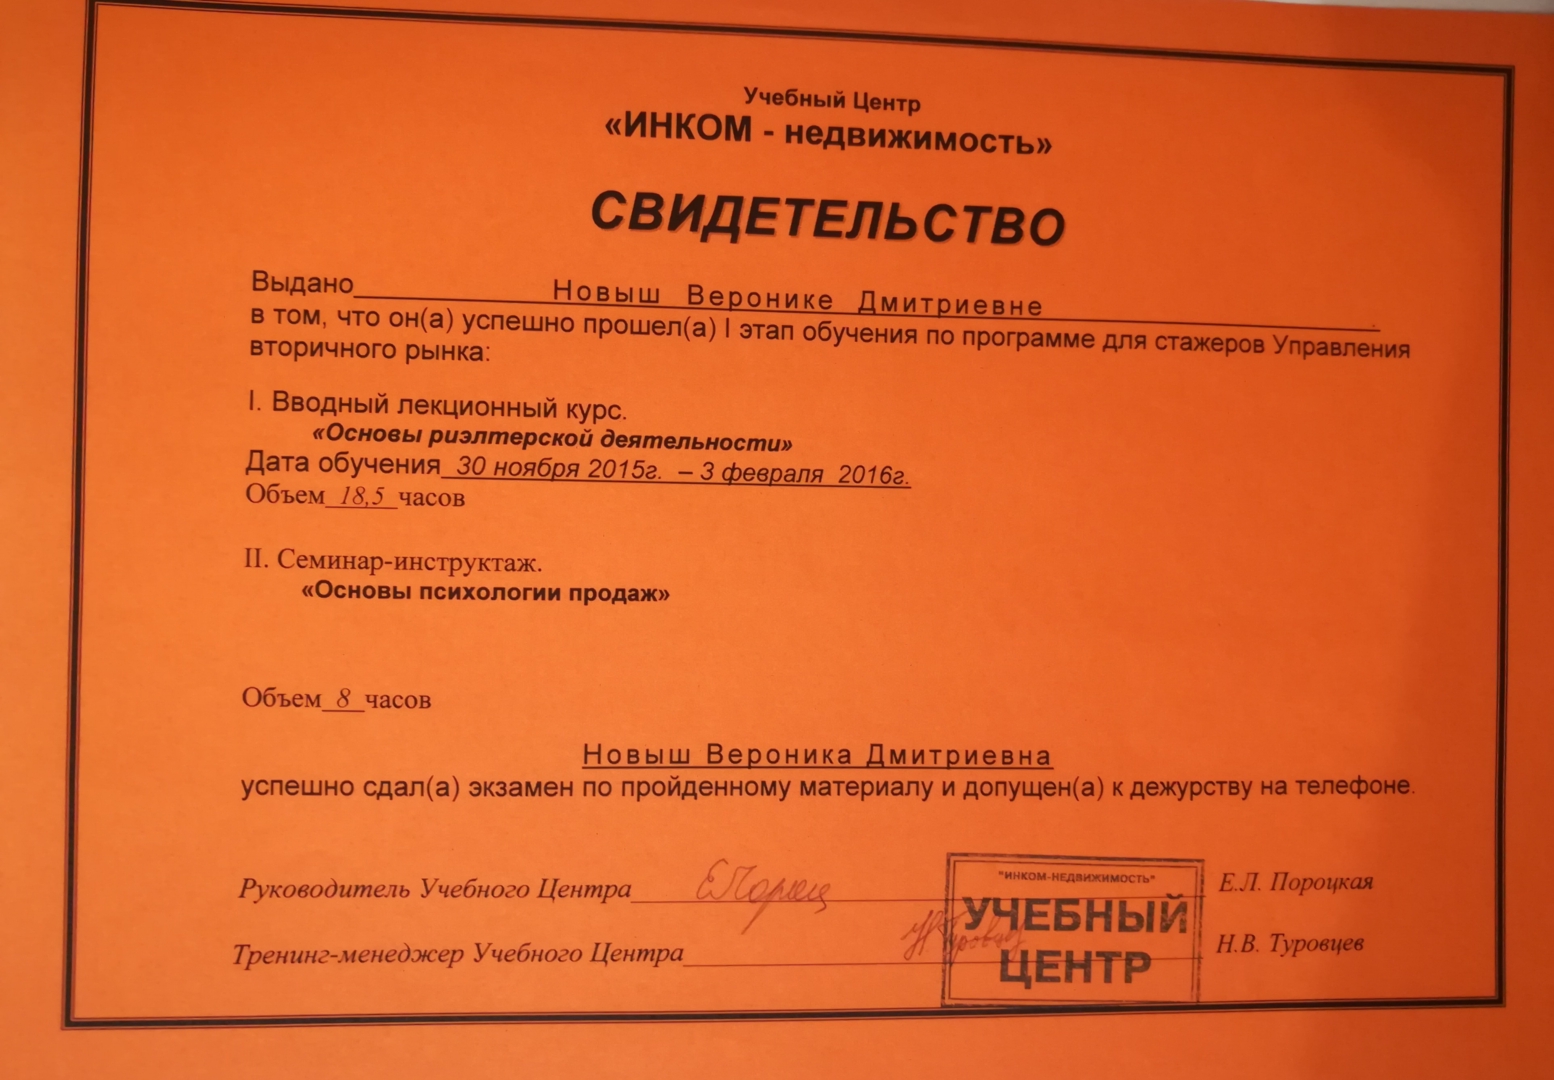 Учебный Центр
«ИНКОМ - недвижимость»
СВИДЕТЕЛЬСТВО
Выдано Новыш Веронике Дмитриевне
в том, что он(а) успешно прошел(а) I этап обучения по программе для стажеров Управления
вторичного рынка:
I. Вводный лекционный курс.
«Основы риэлтерской деятельности»
Дата обучения 30 ноября 2015г. – 3 февраля 2016г.
Объем 18,5 часов
II. Семинар-инструктаж.
«Основы психологии продаж»
Объем 8 часов
Новыш Вероника Дмитриевна
успешно сдал(а) экзамен по пройденному материалу и допущен(а) к дежурству на телефоне.
Руководитель Учебного Центра Е.Л. Пороцкая
"ИНКОМ-НЕДВИЖИМОСТЬ"
УЧЕБНЫЙ
ЦЕНТР
Тренинг-менеджер Учебного Центра Н.В. Туровцев